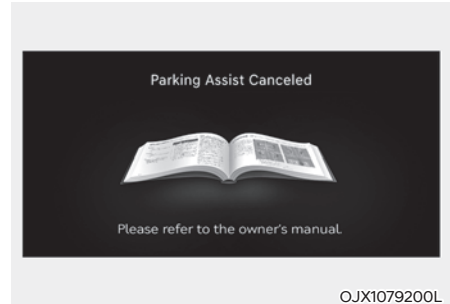 Parking Assist Canceled
Please refer to the owner's manual.
OJX1079200L